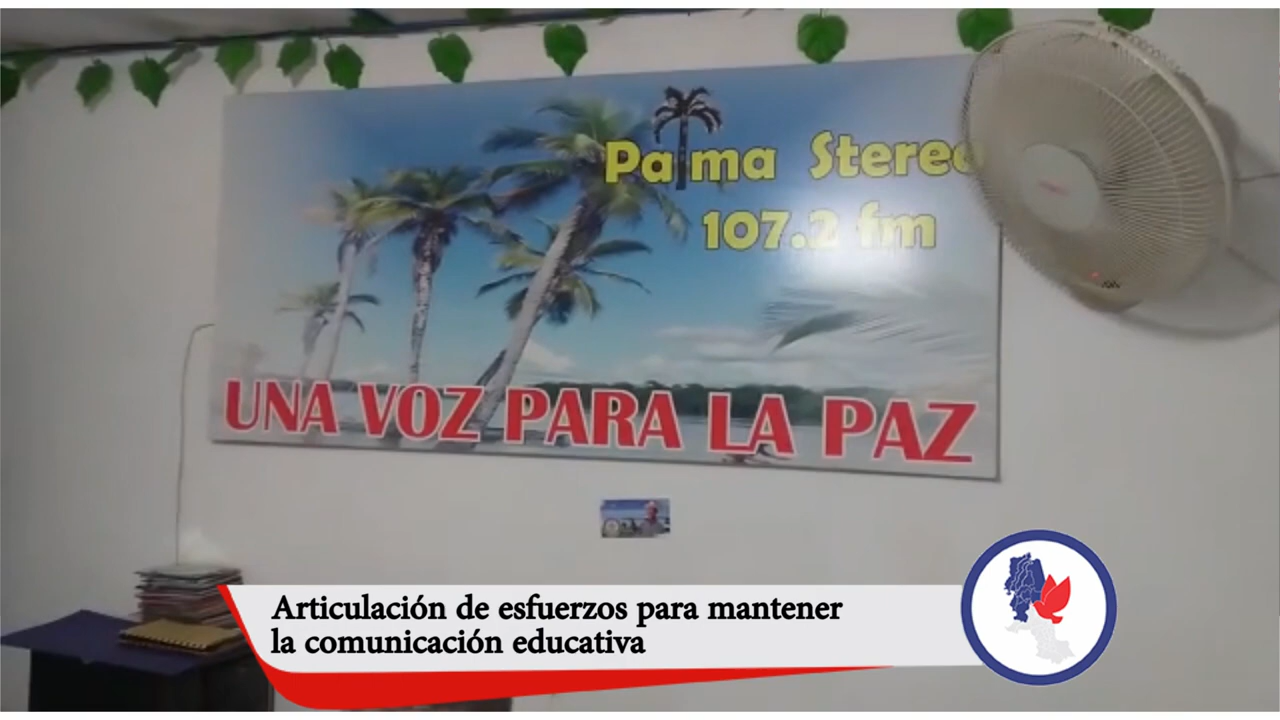 Palma Stereo
107.2 fm
UNA VOZ PARA LA PAZ
Articulación de esfuerzos para mantener
la comunicación educativa